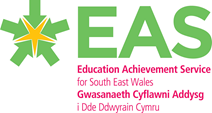 EAS
Education Achievement Service
for South East Wales
Gwasanaeth Cyflawni Addysg
i Dde Ddwyrain Cymru